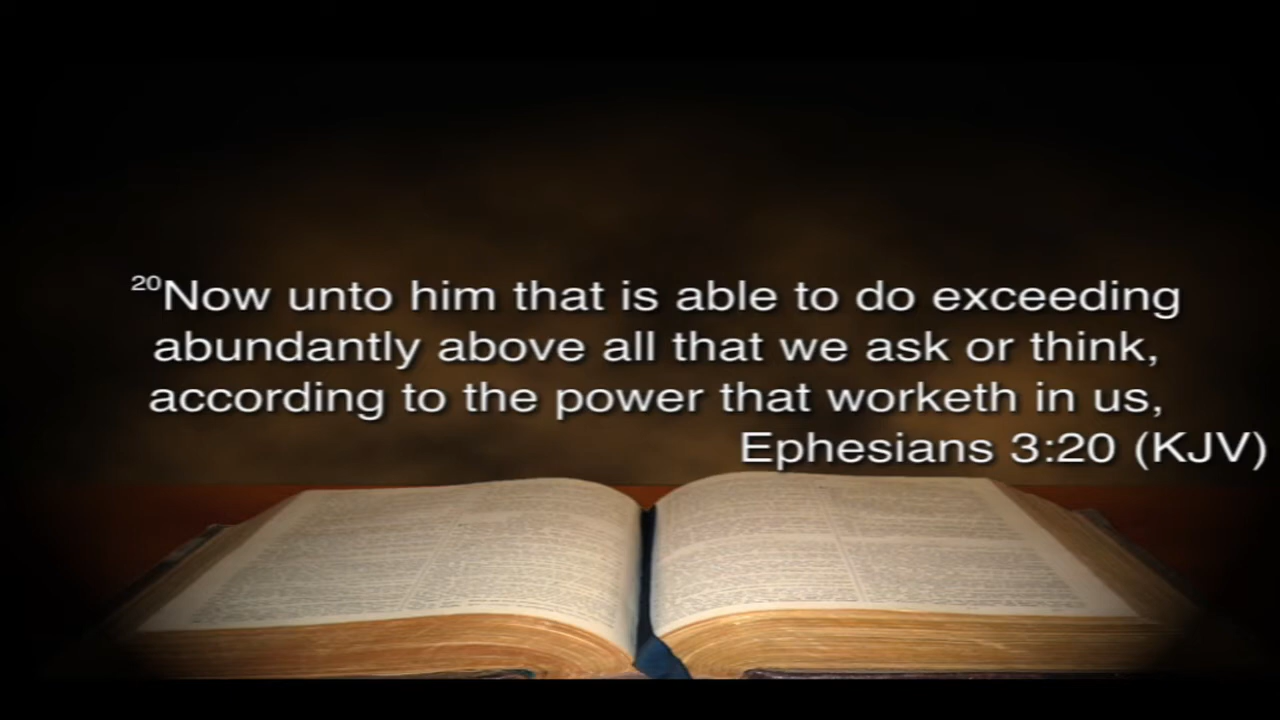 20Now unto him that is able to do exceeding
abundantly above all that we ask or think,
according to the power that worketh in us,
Ephesians 3:20 (KJV)